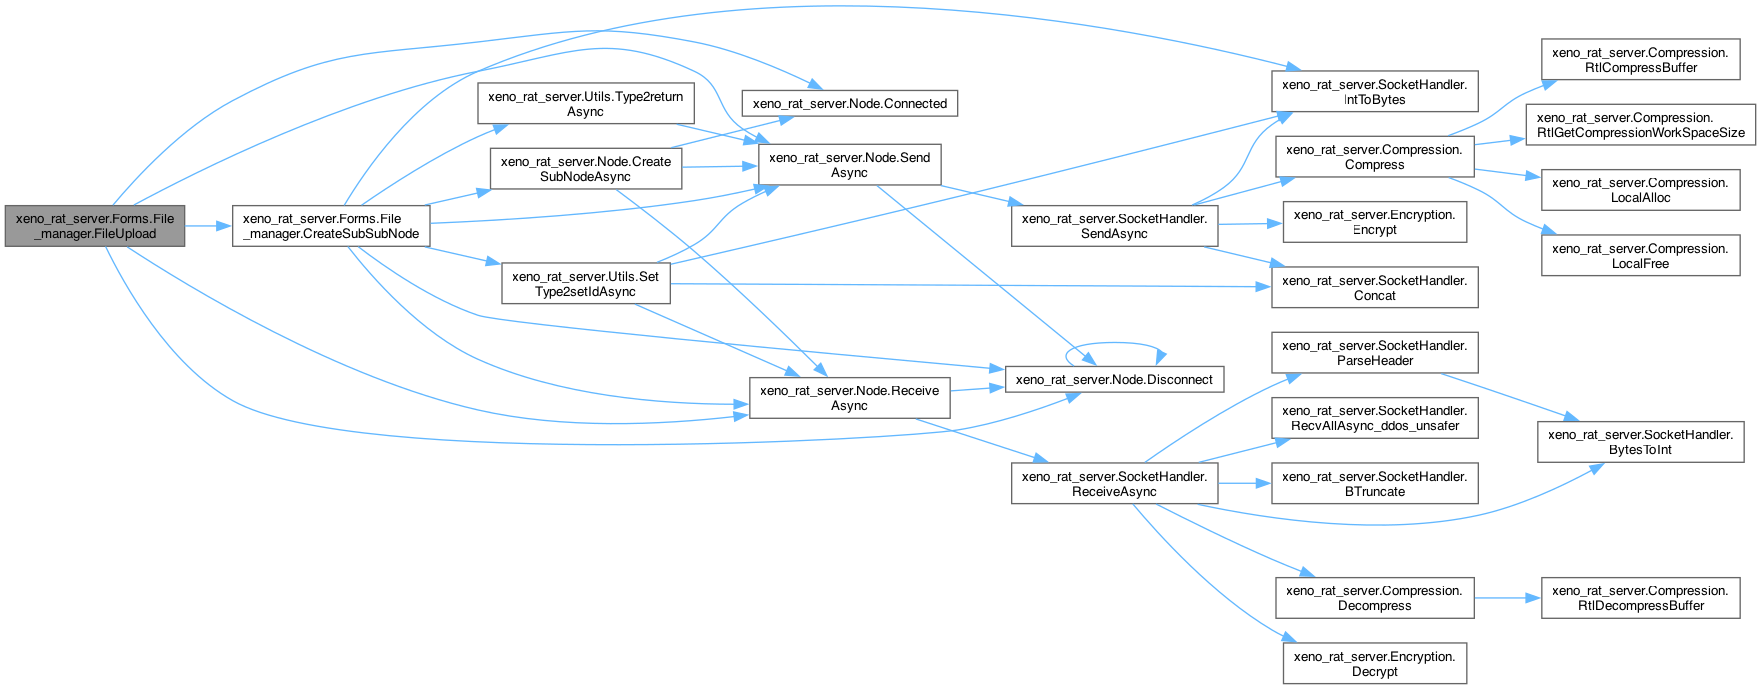 xeno_rat_server.Forms.File
_manager.FileUpload
xeno_rat_server.Forms.File
_manager.CreateSubSubNode
xeno_rat_server.Utils.Type2return
Async
xeno_rat_server.Node.Create
SubNodeAsync
xeno_rat_server.Utils.Set
Type2setIdAsync
xeno_rat_server.Node.Connected
xeno_rat_server.Node.Send
Async
xeno_rat_server.Node.Receive
Async
xeno_rat_server.SocketHandler.
SendAsync
xeno_rat_server.Node.Disconnect
xeno_rat_server.SocketHandler.
ReceiveAsync
xeno_rat_server.SocketHandler.
IntToBytes
xeno_rat_server.Compression.
Compress
xeno_rat_server.Encryption.
Encrypt
xeno_rat_server.SocketHandler.
Concat
xeno_rat_server.SocketHandler.
ParseHeader
xeno_rat_server.SocketHandler.
RecvAllAsync_ddos_unsafer
xeno_rat_server.SocketHandler.
BTruncate
xeno_rat_server.Compression.
Decompress
xeno_rat_server.Encryption.
Decrypt
xeno_rat_server.Compression.
RtlCompressBuffer
xeno_rat_server.Compression.
RtlGetCompressionWorkSpaceSize
xeno_rat_server.Compression.
LocalAlloc
xeno_rat_server.Compression.
LocalFree
xeno_rat_server.SocketHandler.
BytesToInt
xeno_rat_server.Compression.
RtlDecompressBuffer